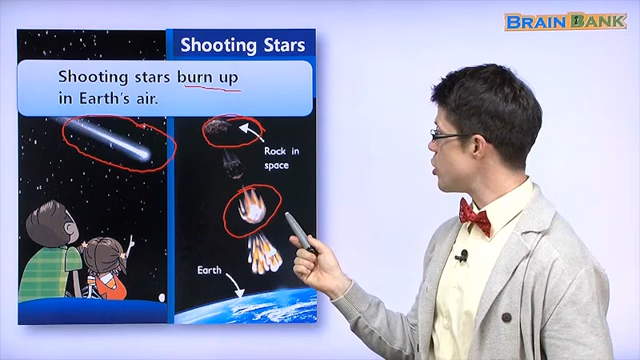 BRAIN BANK
Shooting Stars
Shooting stars burn up
in Earth's air.
Rock in
space
Earth